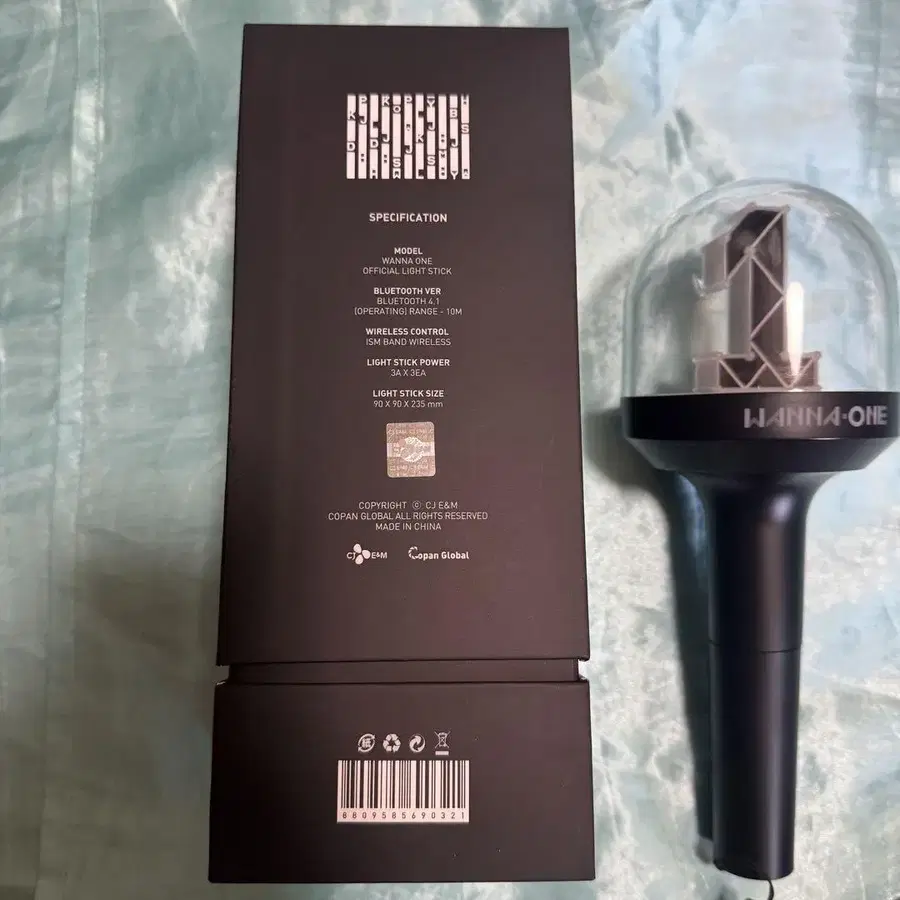 SPECIFICATION
MODEL
WANNA ONE
OFFICIAL LIGHT STICK
BLUETOOTH VER
BLUETOOTH 4.1
(OPERATING) RANGE - 10M
WIRELESS CONTROL
ISM BAND WIRELESS
LIGHT STICK POWER
3A X 3EA
LIGHT STICK SIZE
90 X 90 X 235 mm
COPYRIGHT ⓒ CJ E&M
COPAN GLOBAL ALL RIGHTS RESERVED
MADE IN CHINA
CJ E&M
Copan Global
8809585690321
WANNA·ONE